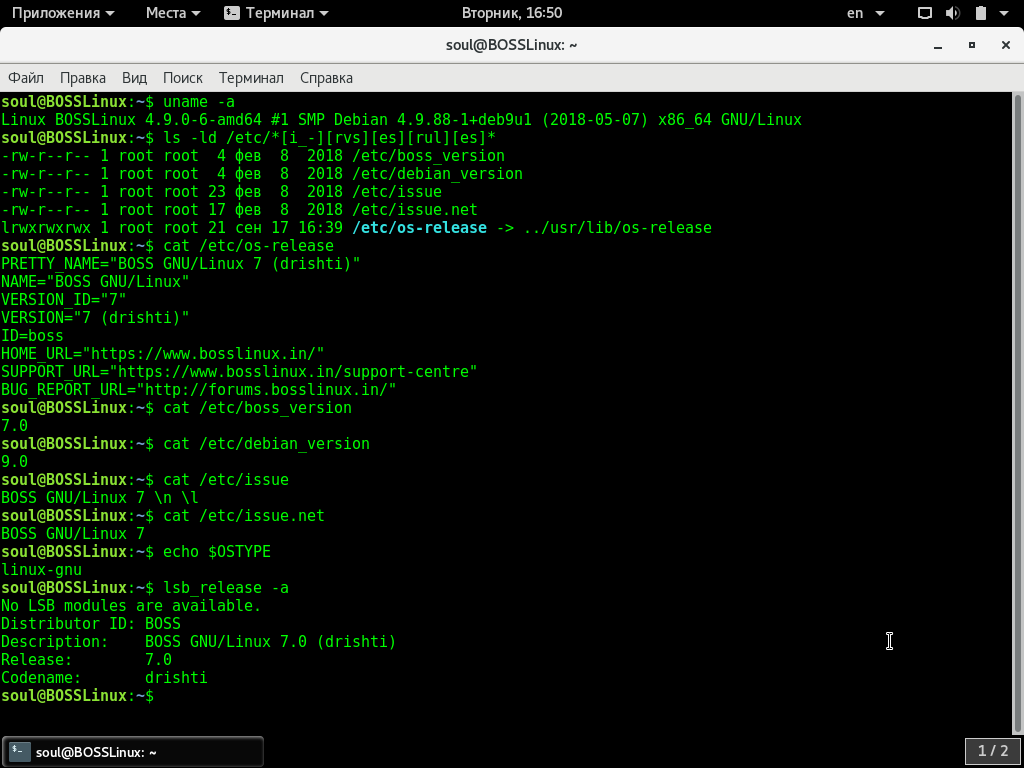 Приложения Места Терминал Вторник, 16:50 en
soul@BOSSLinux: ~
Файл Правка Вид Поиск Терминал Справка
soul@BOSSLinux:~$ uname -a
Linux BOSSLinux 4.9.0-6-amd64 #1 SMP Debian 4.9.88-1+deb9u1 (2018-05-07) x86_64 GNU/Linux
soul@BOSSLinux:~$ ls -ld /etc/*[i_-][rvs][es][rul][es]*
-rw-r--r-- 1 root root  4 фев  8  2018 /etc/boss_version
-rw-r--r-- 1 root root  4 фев  8  2018 /etc/debian_version
-rw-r--r-- 1 root root 23 фев  8  2018 /etc/issue
-rw-r--r-- 1 root root 17 фев  8  2018 /etc/issue.net
lrwxrwxrwx 1 root root 21 сен 17 16:39 /etc/os-release -> ../usr/lib/os-release
soul@BOSSLinux:~$ cat /etc/os-release
PRETTY_NAME="BOSS GNU/Linux 7 (drishti)"
NAME="BOSS GNU/Linux"
VERSION_ID="7"
VERSION="7 (drishti)"
ID=boss
HOME_URL="https://www.bosslinux.in/"
SUPPORT_URL="https://www.bosslinux.in/support-centre"
BUG_REPORT_URL="http://forums.bosslinux.in/"
soul@BOSSLinux:~$ cat /etc/boss_version
7.0
soul@BOSSLinux:~$ cat /etc/debian_version
9.0
soul@BOSSLinux:~$ cat /etc/issue
BOSS GNU/Linux 7 \n \l
soul@BOSSLinux:~$ cat /etc/issue.net
BOSS GNU/Linux 7
soul@BOSSLinux:~$ echo $OSTYPE
linux-gnu
soul@BOSSLinux:~$ lsb_release -a
No LSB modules are available.
Distributor ID: BOSS
Description:    BOSS GNU/Linux 7.0 (drishti)
Release:        7.0
Codename:       drishti
soul@BOSSLinux:~$
soul@BOSSLinux: ~ 1 / 2